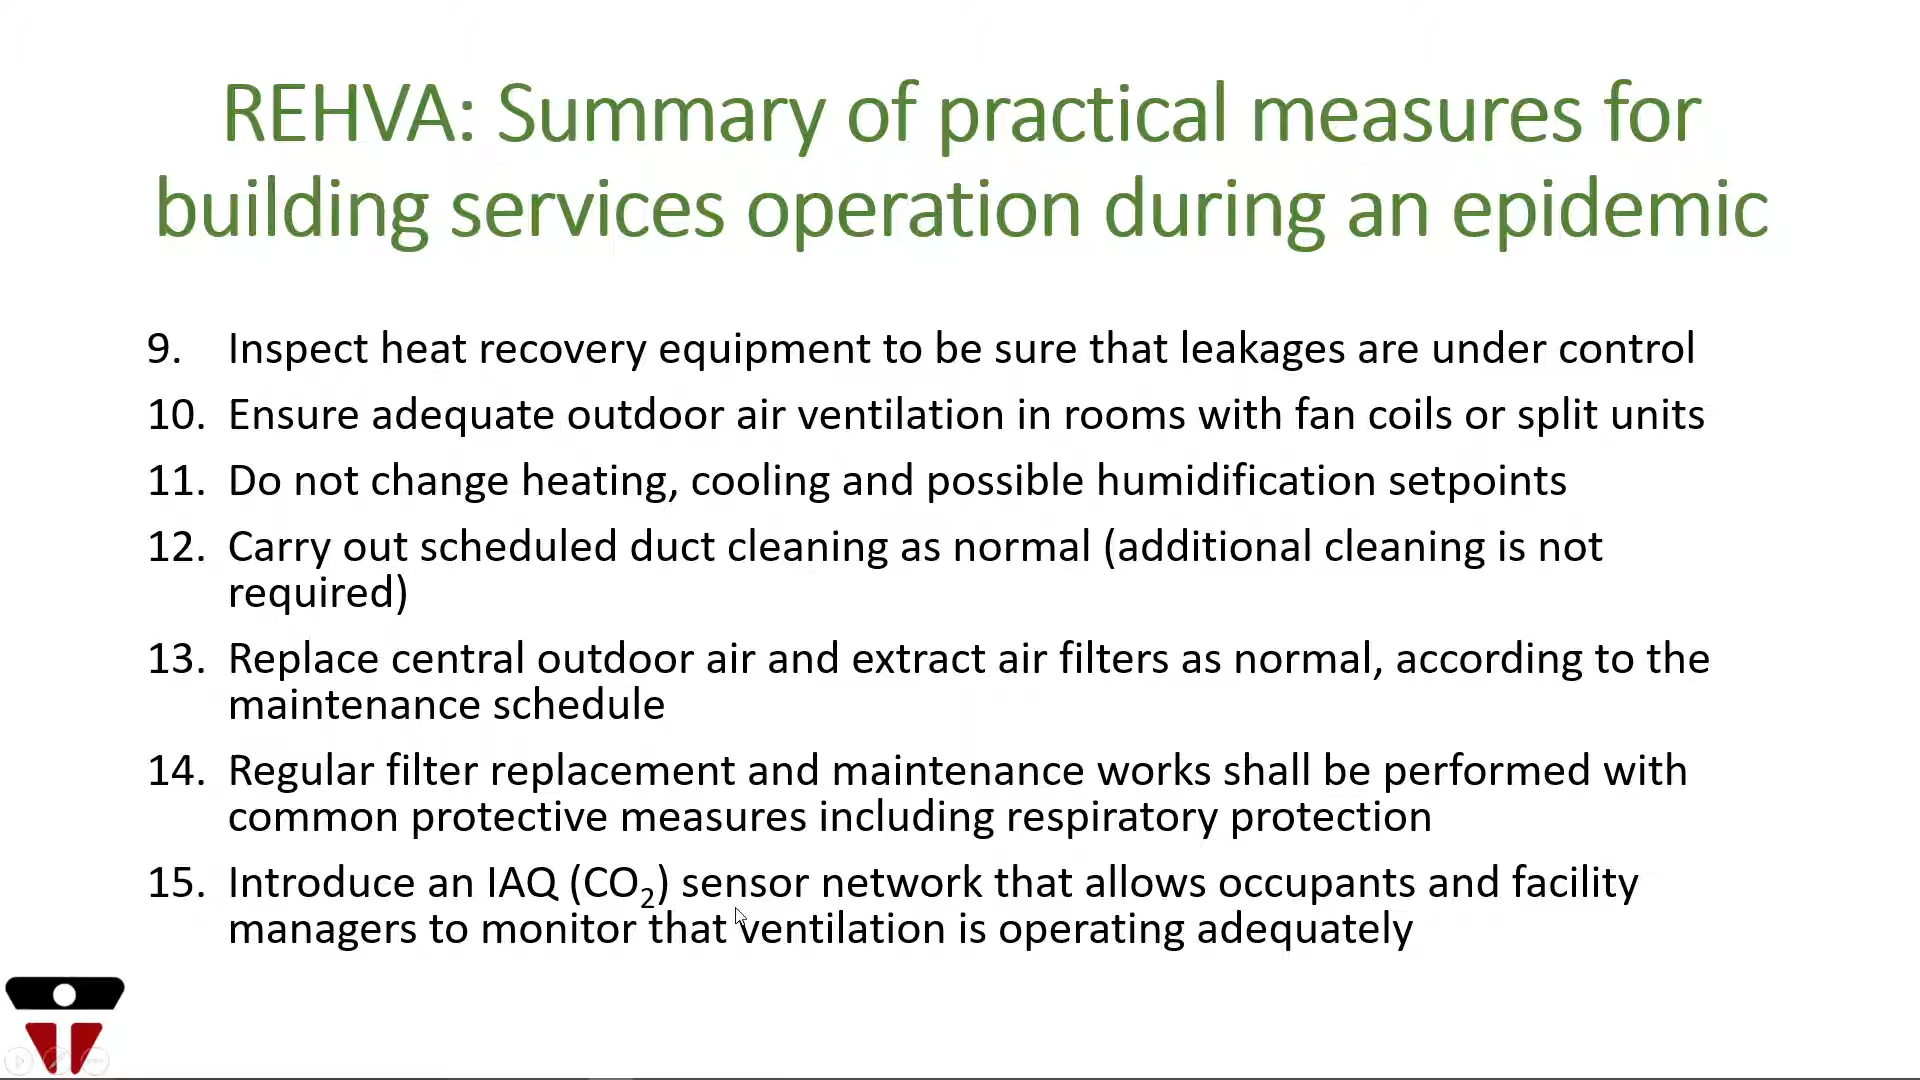 REHVA: Summary of practical measures for
building services operation during an epidemic
9. Inspect heat recovery equipment to be sure that leakages are under control
10. Ensure adequate outdoor air ventilation in rooms with fan coils or split units
11. Do not change heating, cooling and possible humidification setpoints
12. Carry out scheduled duct cleaning as normal (additional cleaning is not
required)
13. Replace central outdoor air and extract air filters as normal, according to the
maintenance schedule
14. Regular filter replacement and maintenance works shall be performed with
common protective measures including respiratory protection
15. Introduce an IAQ (CO₂) sensor network that allows occupants and facility
managers to monitor that ventilation is operating adequately